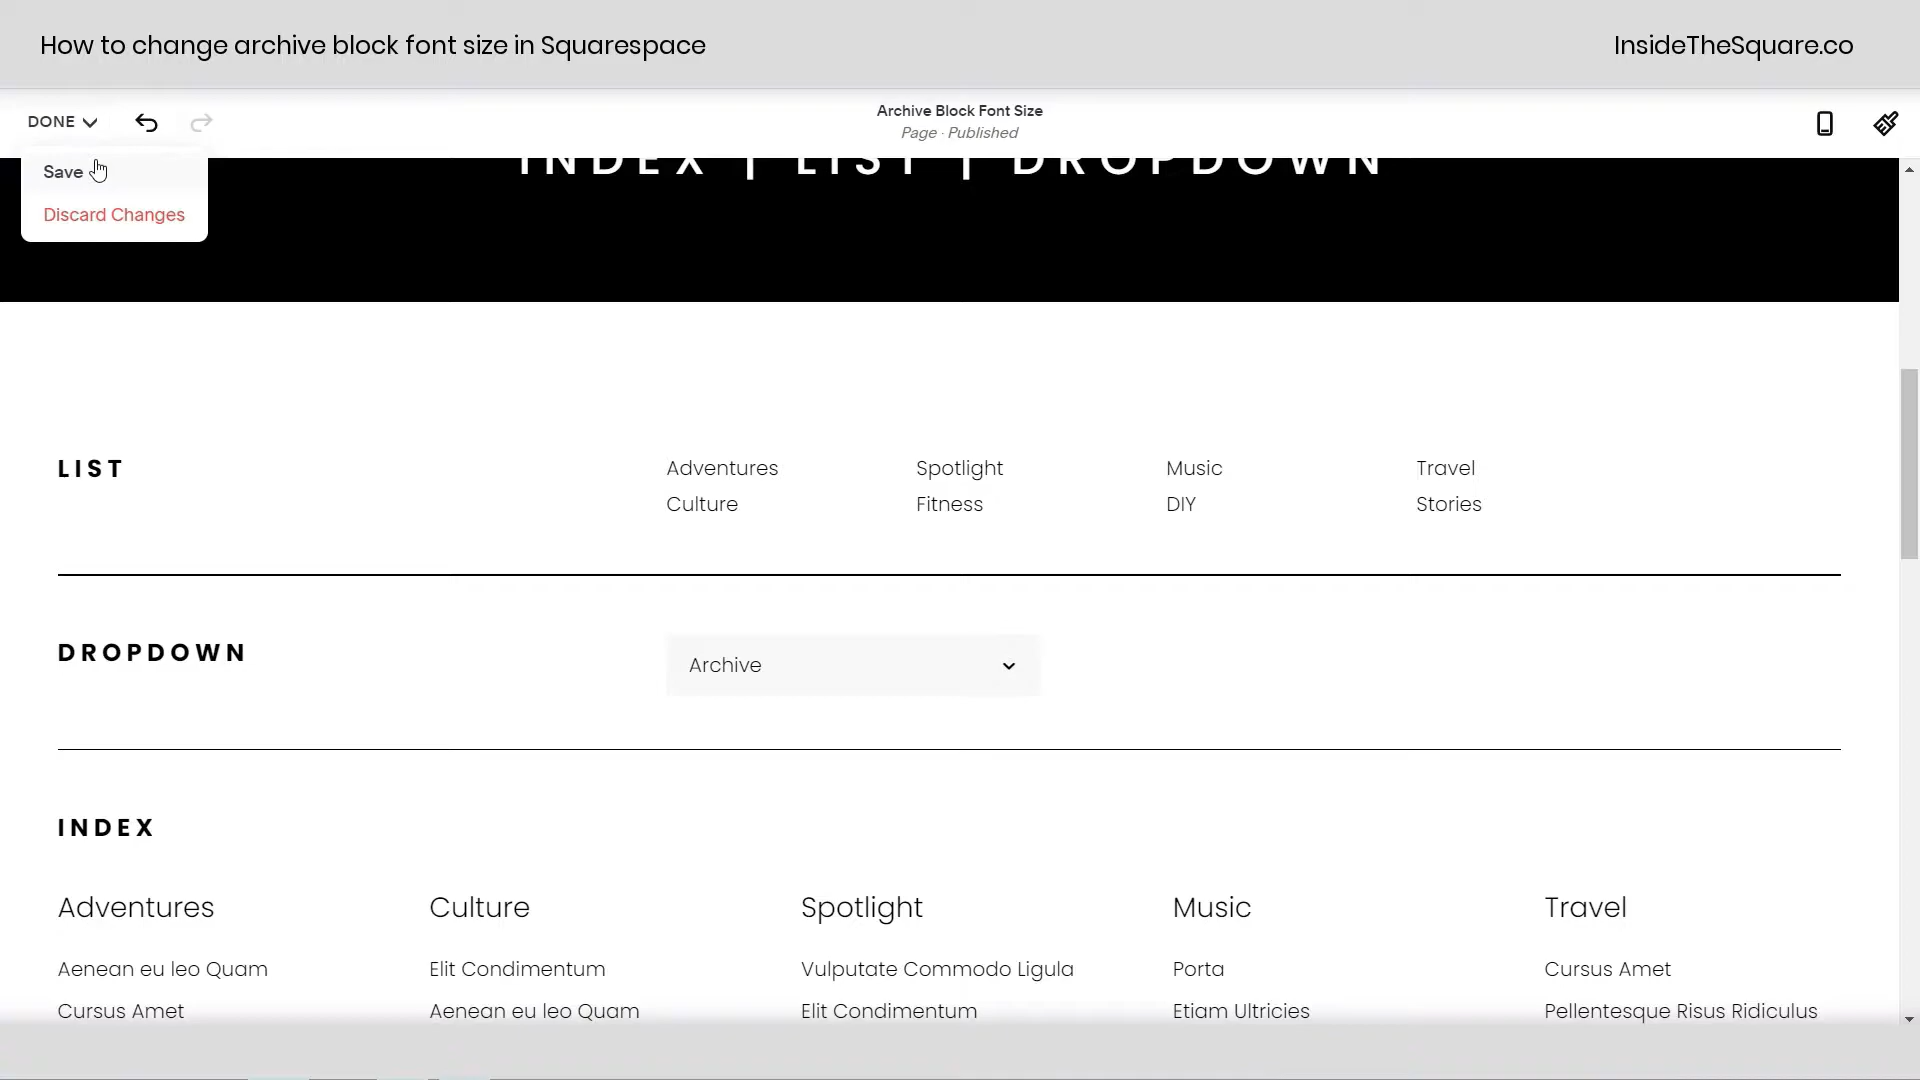 How to change archive block font size in Squarespace
InsideTheSquare.co
DONE
Archive Block Font Size
Page · Published
Save
Discard Changes
INDEX | LIST | DROPDOWN
LIST
Adventures Spotlight Music Travel
Culture Fitness DIY Stories
DROPDOWN
Archive
INDEX
Adventures Culture Spotlight Music Travel
Aenean eu leo Quam Elit Condimentum Vulputate Commodo Ligula Porta Cursus Amet
Cursus Amet Aenean eu leo Quam Elit Condimentum Etiam Ultricies Pellentesque Risus Ridiculus